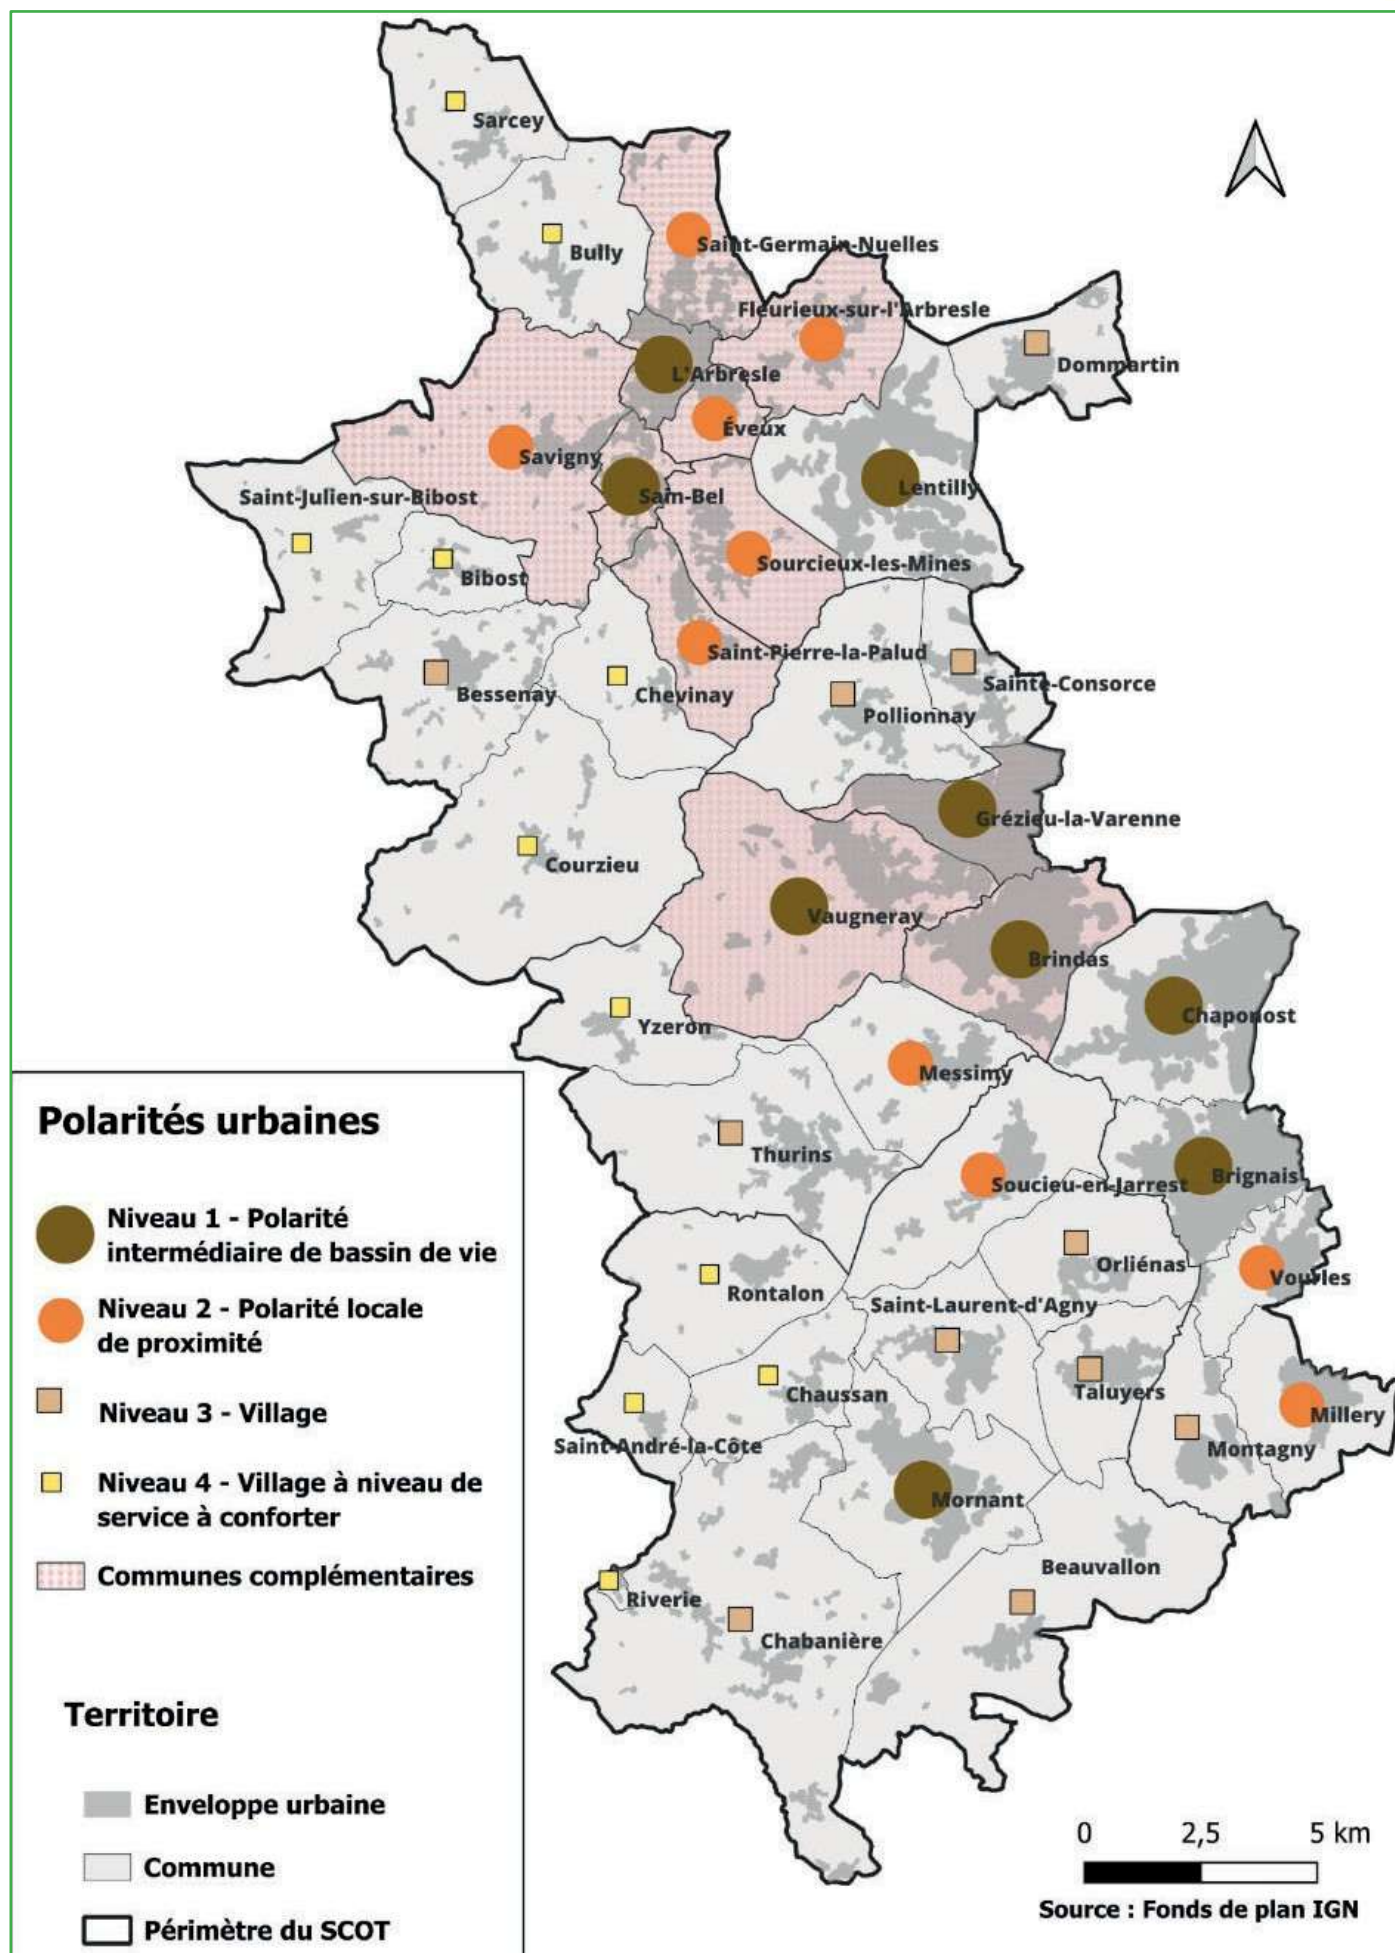 Sarcey
Bully
Saint-Germain-Nuelles
Fleurieux-sur-l'Arbresle
Dommartin
L'Arbresle
Éveux
Savigny
Sain-Bel
Lentilly
Saint-Julien-sur-Bibost
Bibost
Sourcieux-les-Mines
Saint-Pierre-la-Palud
Sainte-Consorce
Bessenay
Chevinay
Pollionnay
Grézieu-la-Varenne
Courzieu
Vaugneray
Brindas
Chaponost
Yzeron
Messimy
Thurins
Soucieu-en-Jarrest
Brignais
Orliénas
Vourles
Rontalon
Saint-Laurent-d'Agny
Chaussan
Taluyers
Millery
Saint-André-la-Côte
Montagny
Mornant
Beauvallon
Riverie
Chabanière
Polarités urbaines
Niveau 1 - Polarité
intermédiaire de bassin de vie
Niveau 2 - Polarité locale
de proximité
Niveau 3 - Village
Niveau 4 - Village à niveau de
service à conforter
Communes complémentaires
Territoire
Enveloppe urbaine
Commune
Périmètre du SCOT
0 2,5 5 km
Source : Fonds de plan IGN